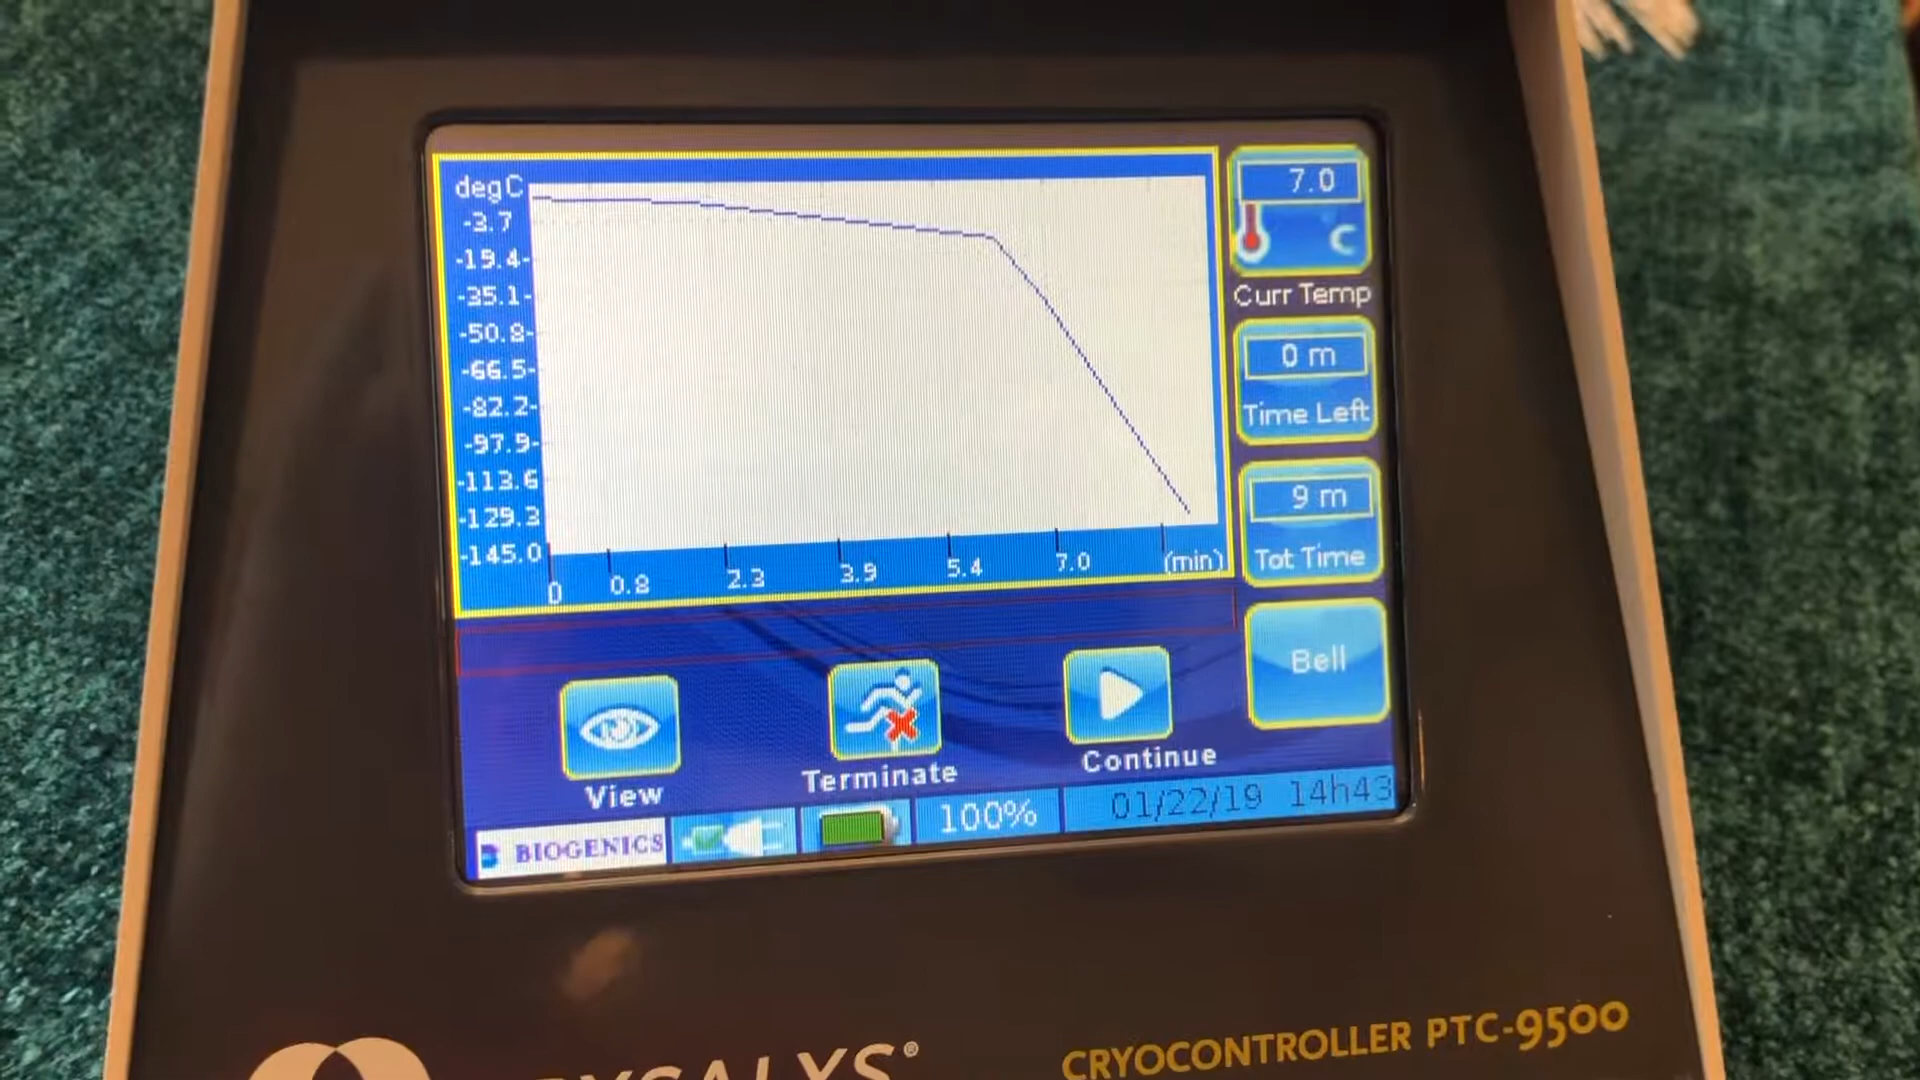 degC
-3.7
-19.4-
-35.1-
-50.8-
-66.5-
-82.2-
-97.9-
-113.6
-129.3
-145.0
0 0.8 2.3 3.9 5.4 7.0 (min)
7.0
C
Curr Temp
0 m
Time Left
9 m
Tot Time
Bell
View
Terminate
Continue
BIOGENICS
100%
01/22/19 14h43
CRYOCONTROLLER PTC-9500